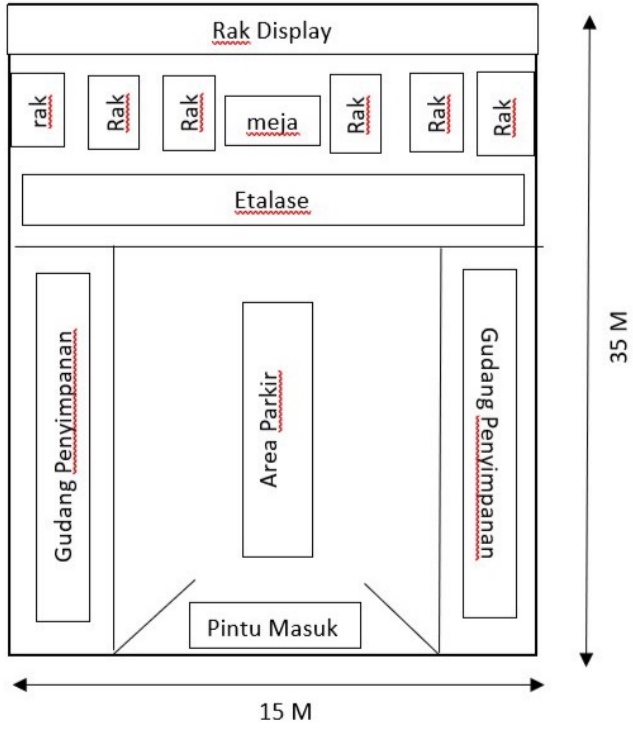 Rak Display
rak
Rak
Rak
meja
Rak
Rak
Rak
Etalase
Gudang Penyimpanan
Area Parkir
Gudang Penyimpanan
Pintu Masuk
35 M
15 M